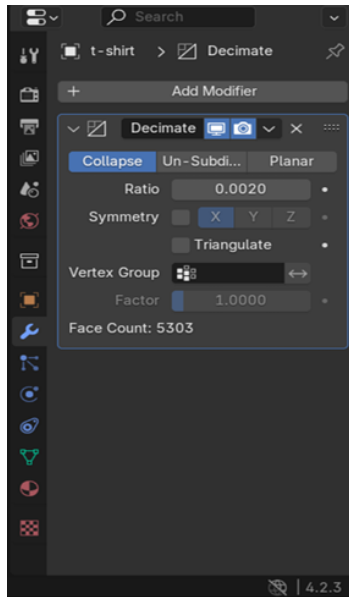 Search
t-shirt > Decimate
+ Add Modifier
Decimate
Collapse Un-Subdi... Planar
Ratio 0.0020
Symmetry X Y Z
Triangulate
Vertex Group
Factor 1.0000
Face Count: 5303
4.2.3